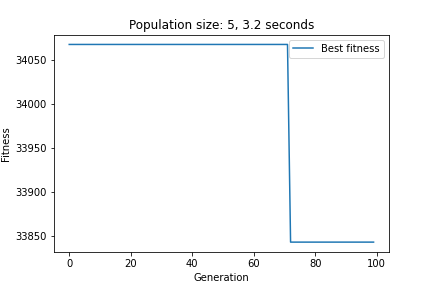 Population size: 5, 3.2 seconds
Best fitness
34050
34000
33950
33900
33850
Fitness
0 20 40 60 80 100
Generation